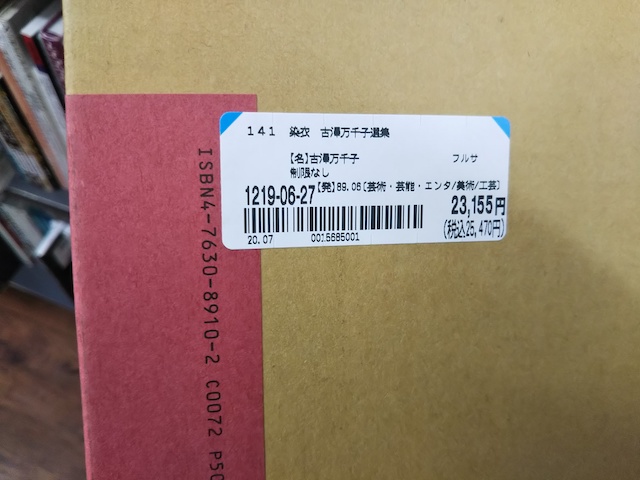 141 染衣 古澤万千子選集
【名】古澤万千子 フルサ
制限なし
1219-06-27 【発】89.06[芸術・芸能・エンタ/美術/工芸]
23,155円
(税込25,470円)
20.07 0015685001
ISBN4-7630-8910-2 C0072 P50